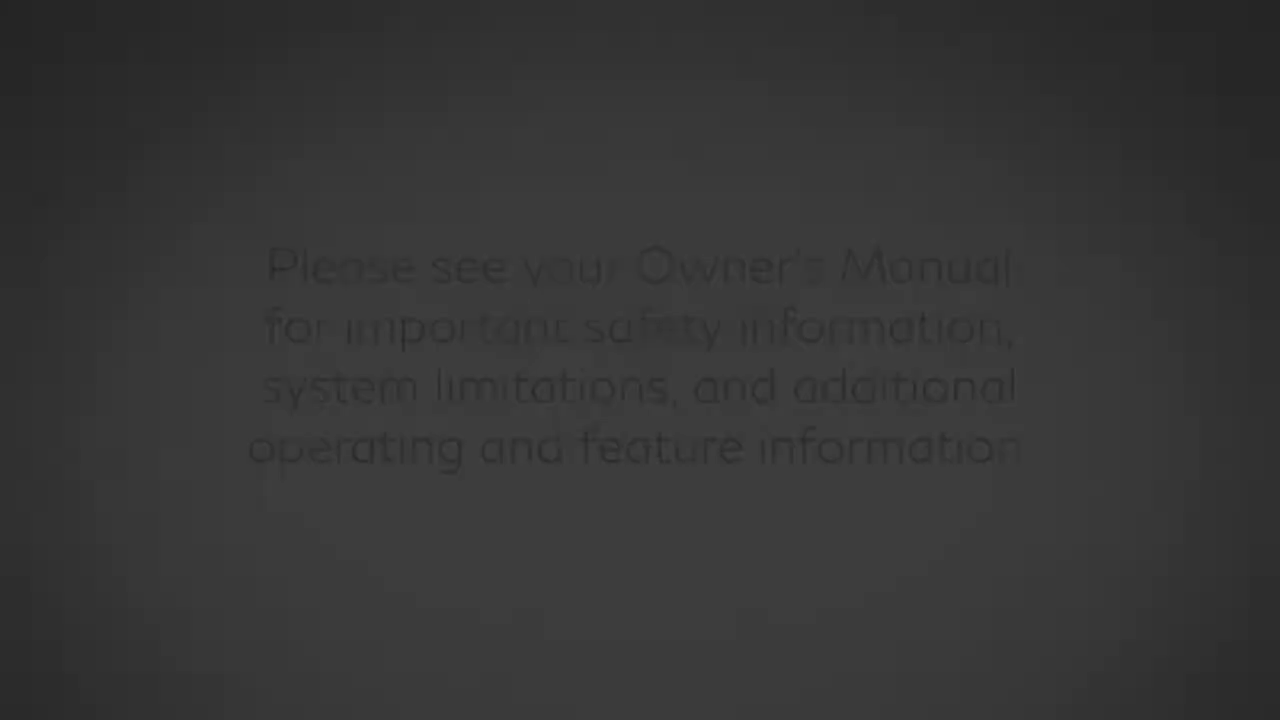 Please see your Owner's Manual
for important safety information,
system limitations, and additional
operating and feature information